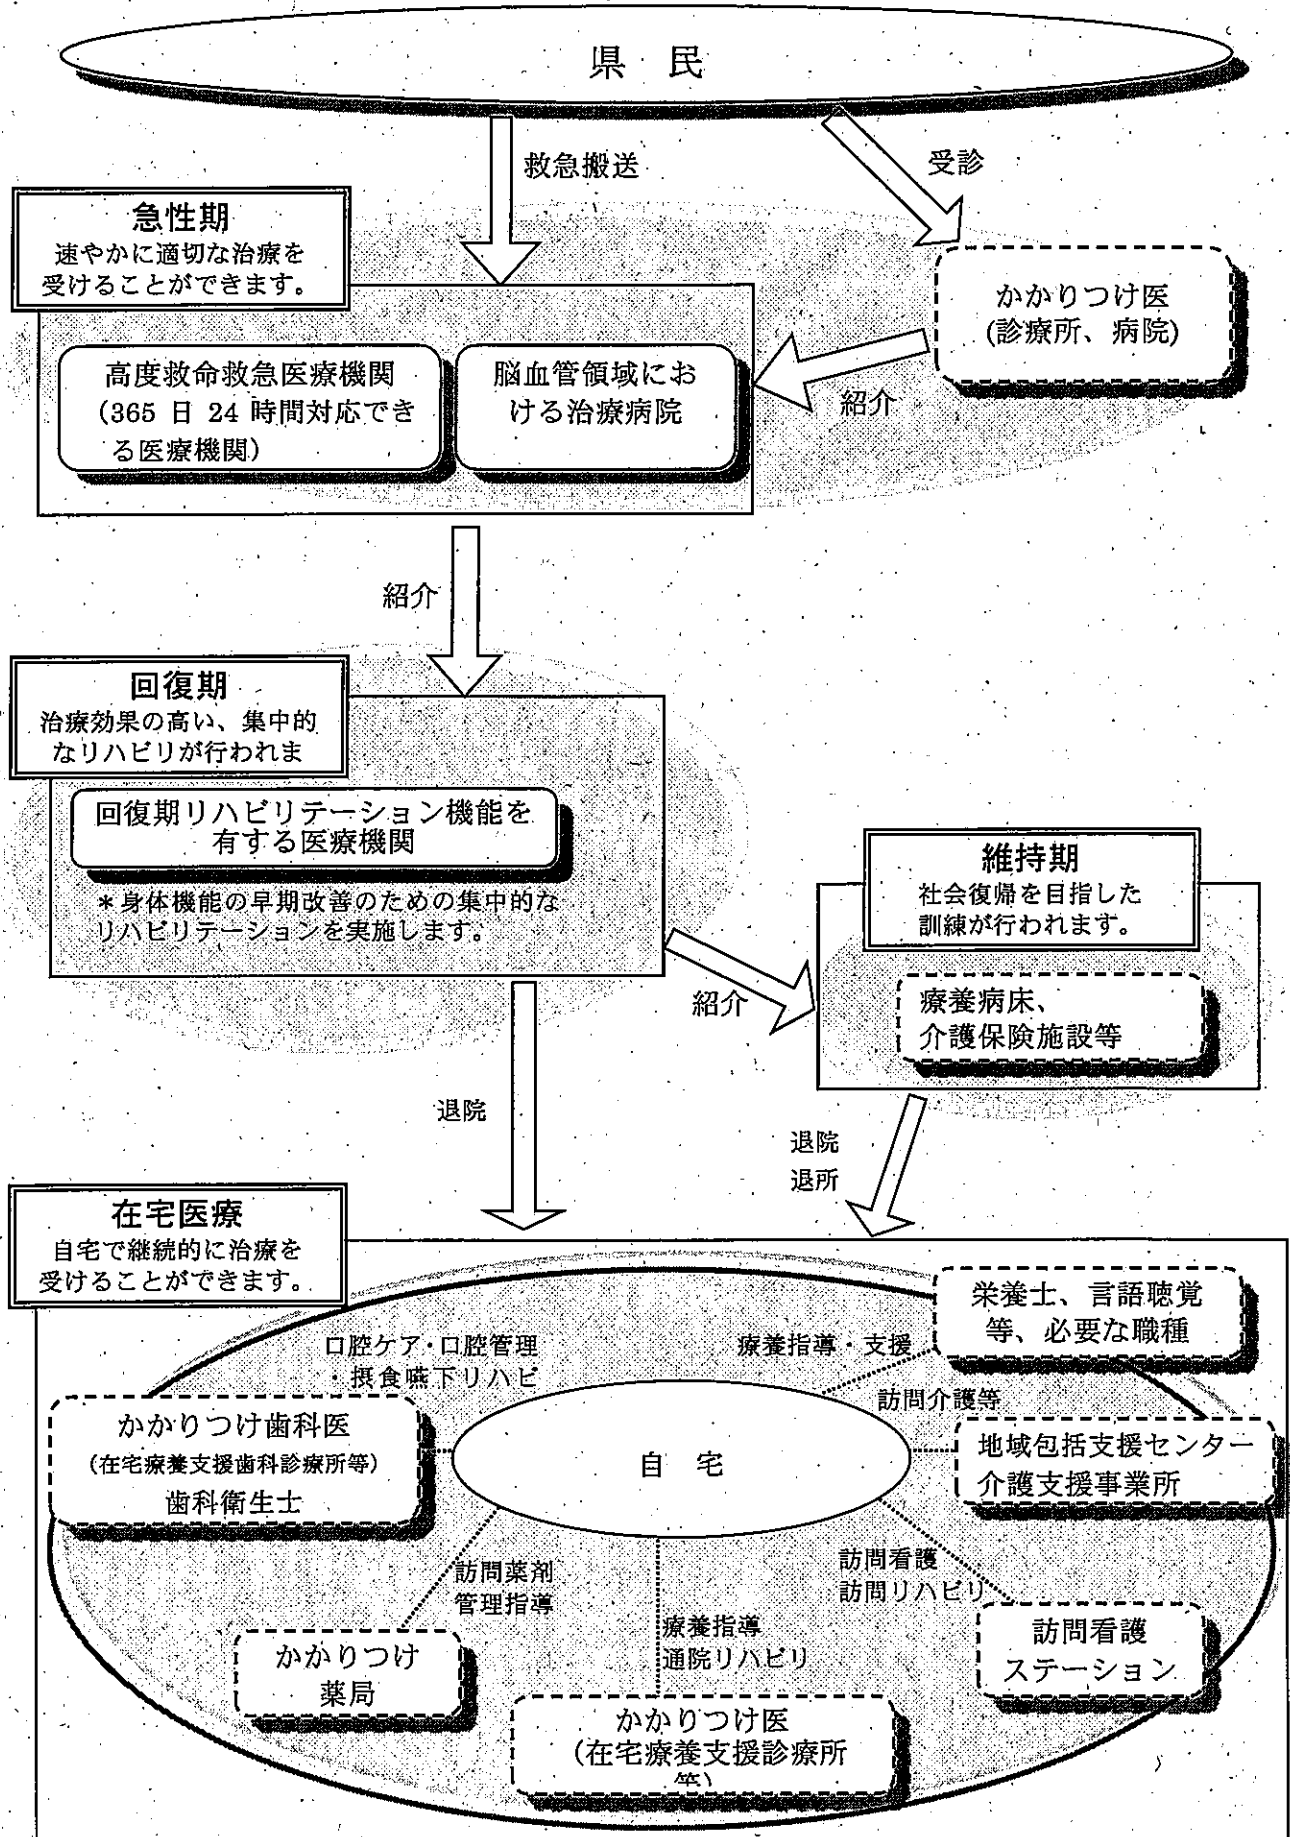 県 民
救急搬送
受診
急性期
速やかに適切な治療を
受けることができます。
かかりつけ医
(診療所、病院)
高度救命救急医療機関
(365 日 24 時間対応でき
る医療機関)
脳血管領域にお
ける治療病院
紹介
紹介
回復期
治療効果の高い、集中的
なリハビリが行われま
回復期リハビリテーション機能を
有する医療機関
＊身体機能の早期改善のための集中的な
リハビリテーションを実施します。
維持期
社会復帰を目指した
訓練が行われます。
療養病床、
介護保険施設等
紹介
退院
退院
退所
在宅医療
自宅で継続的に治療を
受けることができます。
栄養士、言語聴覚
等、必要な職種
口腔ケア・口腔管理
・摂食嚥下リハビ
療養指導・支援
訪問介護等
かかりつけ歯科医
(在宅療養支援歯科診療所等)
歯科衛生士
自 宅
地域包括支援センター
介護支援事業所
訪問薬剤
管理指導
訪問看護
訪問リハビリ
療養指導
通院リハビリ
かかりつけ
薬局
訪問看護
ステーション
かかりつけ医
(在宅療養支援診療所
等)